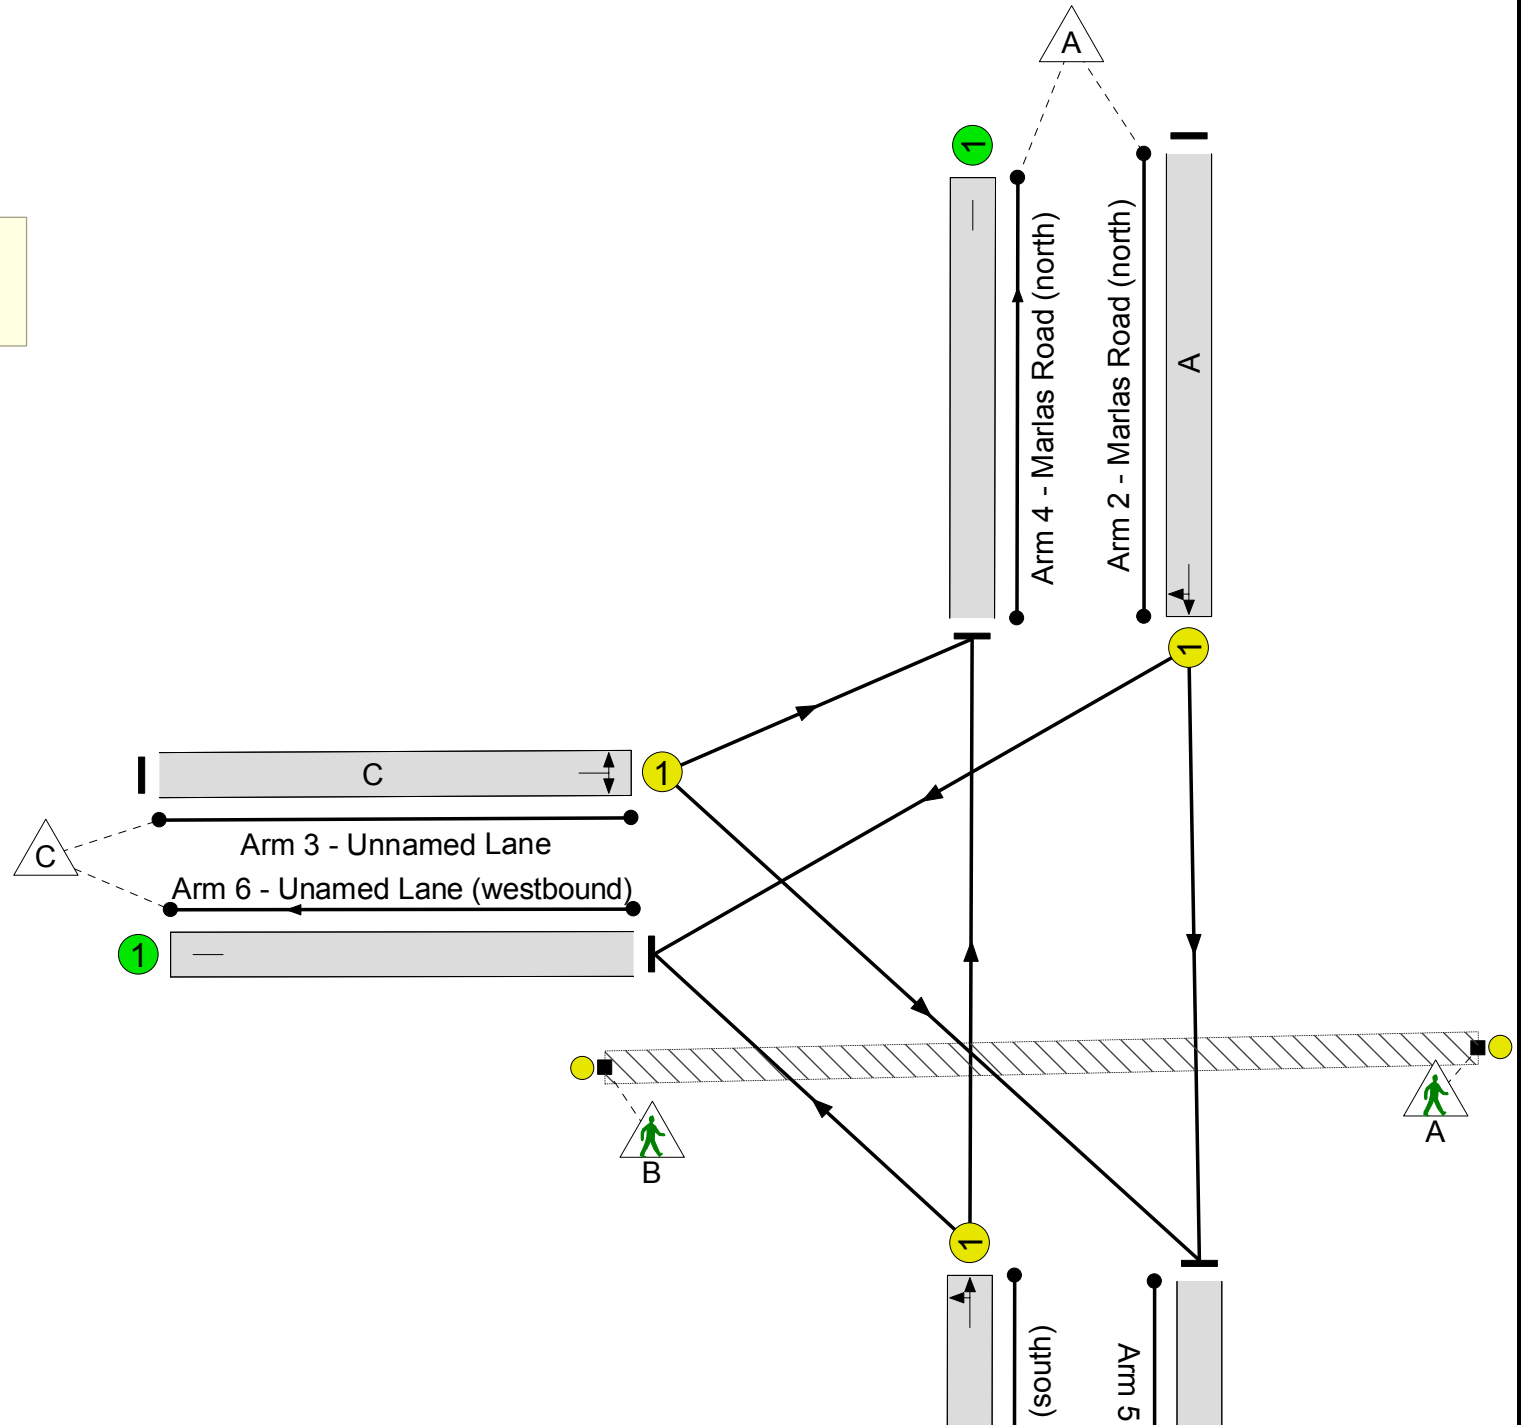 A
1
Arm 4 - Marlas Road (north)
Arm 2 - Marlas Road (north)
A
1
C
1
Arm 3 - Unnamed Lane
C
Arm 6 - Unamed Lane (westbound)
1
A
B
1
(south)
Arm 5